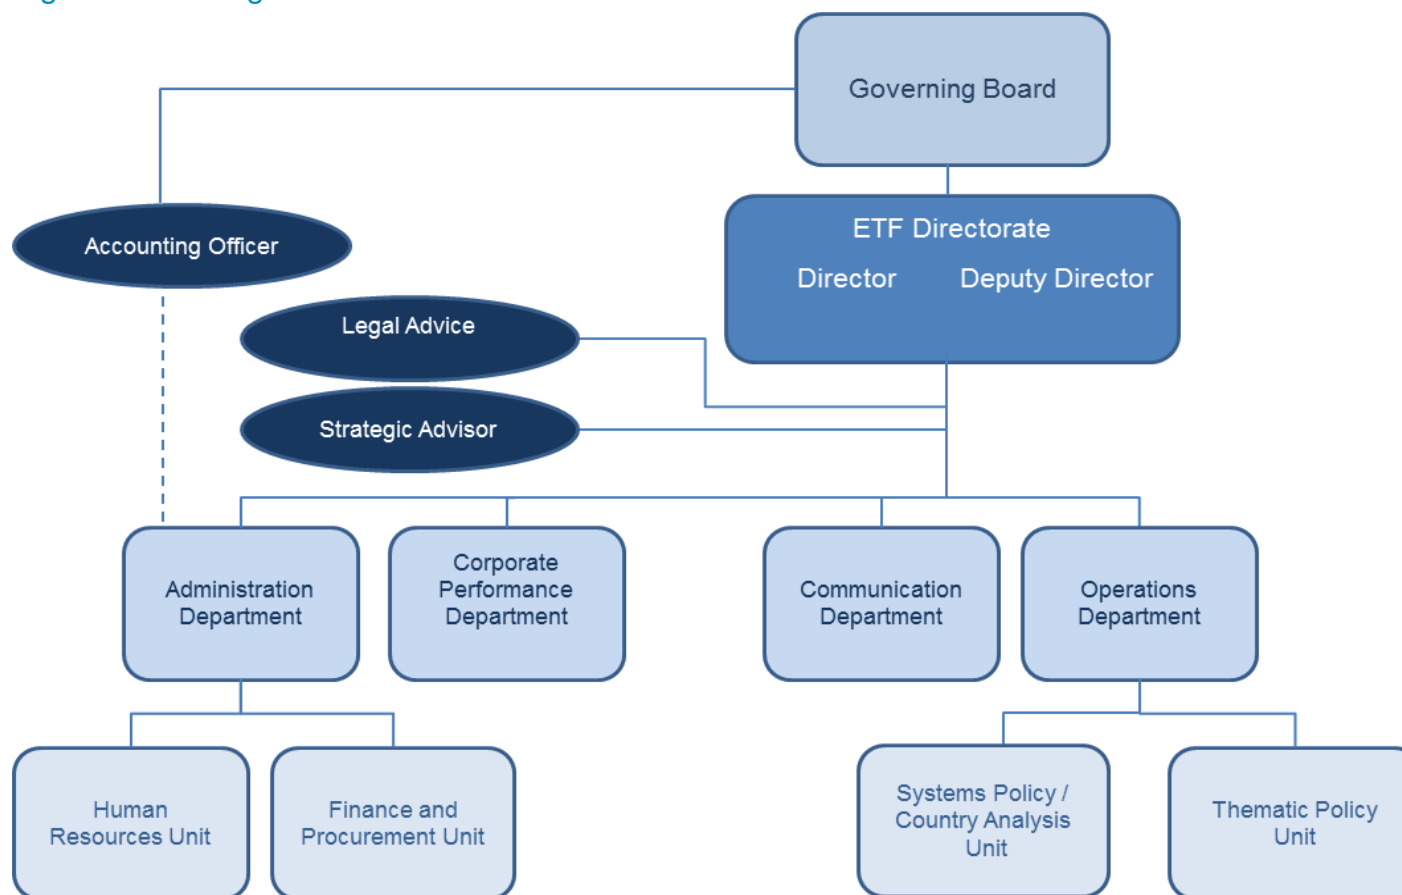 Governing Board
ETF Directorate
Director Deputy Director
Accounting Officer
Legal Advice
Strategic Advisor
Administration
Department
Corporate
Performance
Department
Communication
Department
Operations
Department
Human
Resources Unit
Finance and
Procurement Unit
Systems Policy /
Country Analysis
Unit
Thematic Policy
Unit